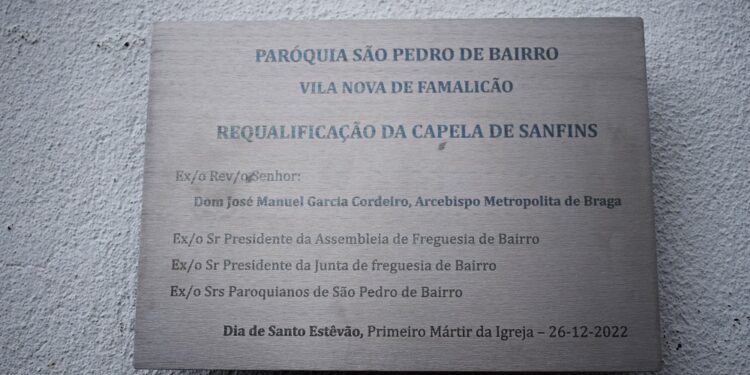 PARÓQUIA SÃO PEDRO DE BAIRRO
VILA NOVA DE FAMALICÃO
REQUALIFICAÇÃO DA CAPELA DE SANFINS
Ex/o Rev/o Senhor:
Dom José Manuel Garcia Cordeiro, Arcebispo Metropolita de Braga
Ex/o Sr Presidente da Assembleia de Freguesia de Bairro
Ex/o Sr Presidente da Junta de freguesia de Bairro
Ex/o Srs Paroquianos de São Pedro de Bairro
Dia de Santo Estêvão, Primeiro Mártir da Igreja – 26-12-2022